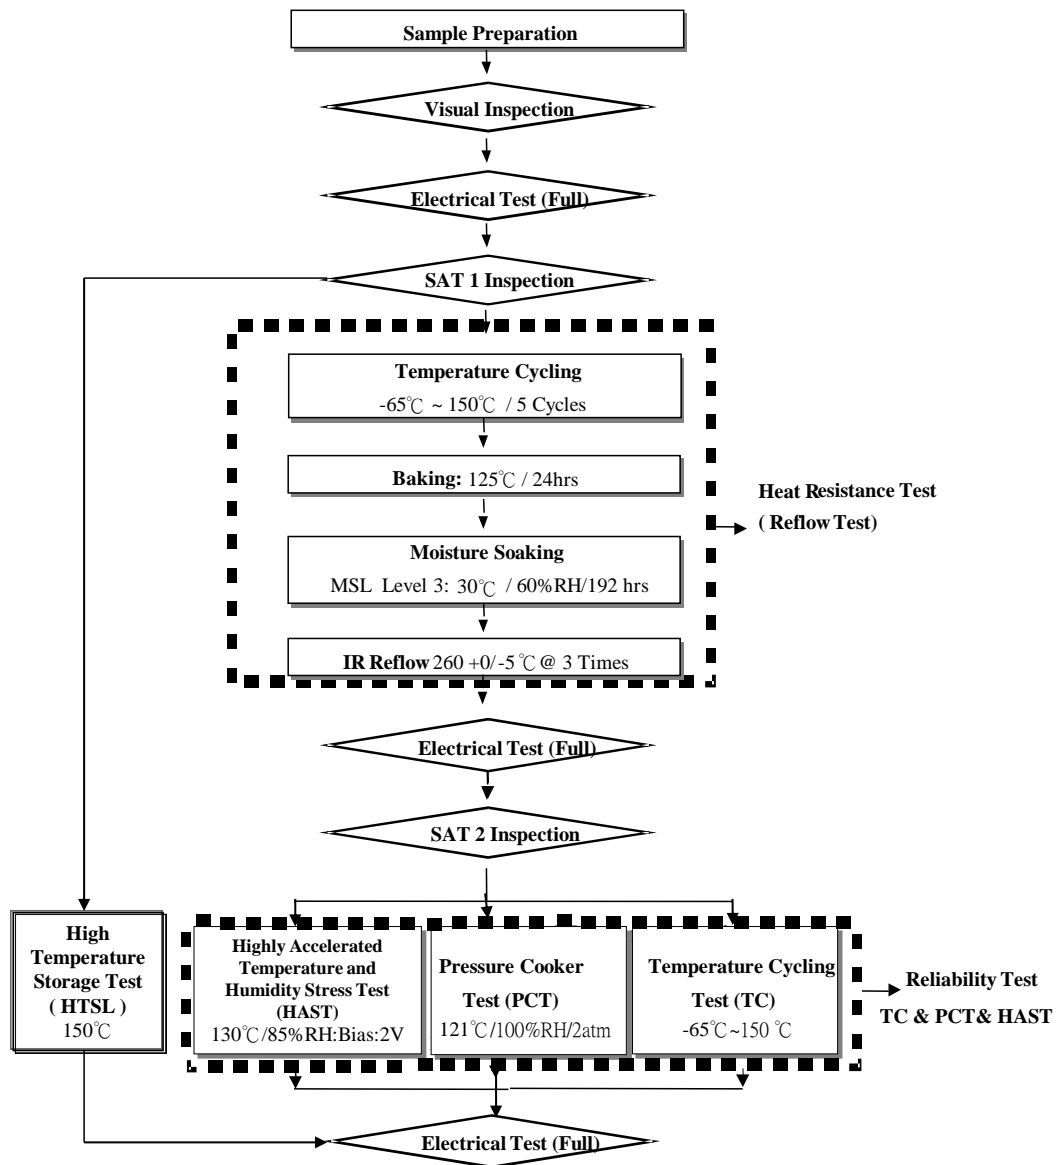 Sample Preparation
Visual Inspection
Electrical Test (Full)
SAT 1 Inspection
Temperature Cycling
-65℃ ~ 150℃ / 5 Cycles
Baking: 125℃ / 24hrs
Moisture Soaking
MSL Level 3: 30℃ / 60%RH/192 hrs
IR Reflow 260 +0/-5 ℃ @ 3 Times
Heat Resistance Test
( Reflow Test)
Electrical Test (Full)
SAT 2 Inspection
High
Temperature
Storage Test
( HTSL )
150℃
Highly Accelerated
Temperature and
Humidity Stress Test
(HAST)
130℃/85%RH:Bias:2V
Pressure Cooker
Test (PCT)
121℃/100%RH/2atm
Temperature Cycling
Test (TC)
-65℃~150 ℃
Reliability Test
TC & PCT& HAST
Electrical Test (Full)